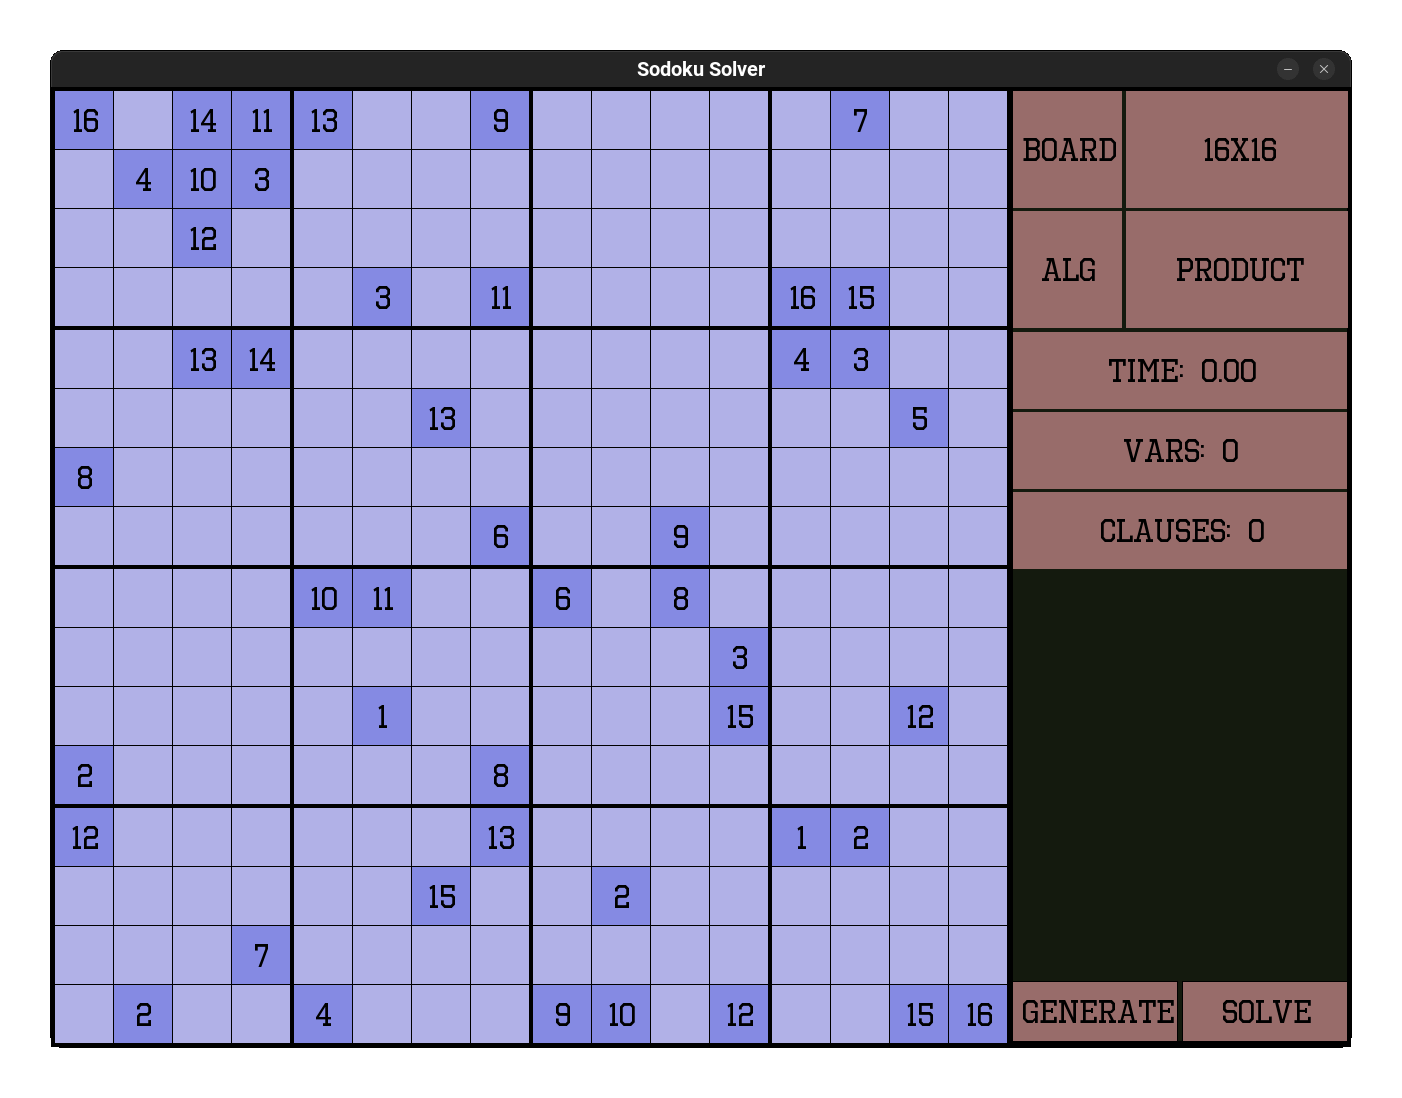 Sodoku Solver
16 14 11 13 9 7
4 10 3
12
3 11 16 15
13 14 4 3
13 5
8
6 9
10 11 6 8
3
1 15 12
2 8
12 13 1 2
15 2
7
2 4 9 10 12 15 16
BOARD 16X16
ALG PRODUCT
TIME: 0.00
VARS: 0
CLAUSES: 0
GENERATE SOLVE